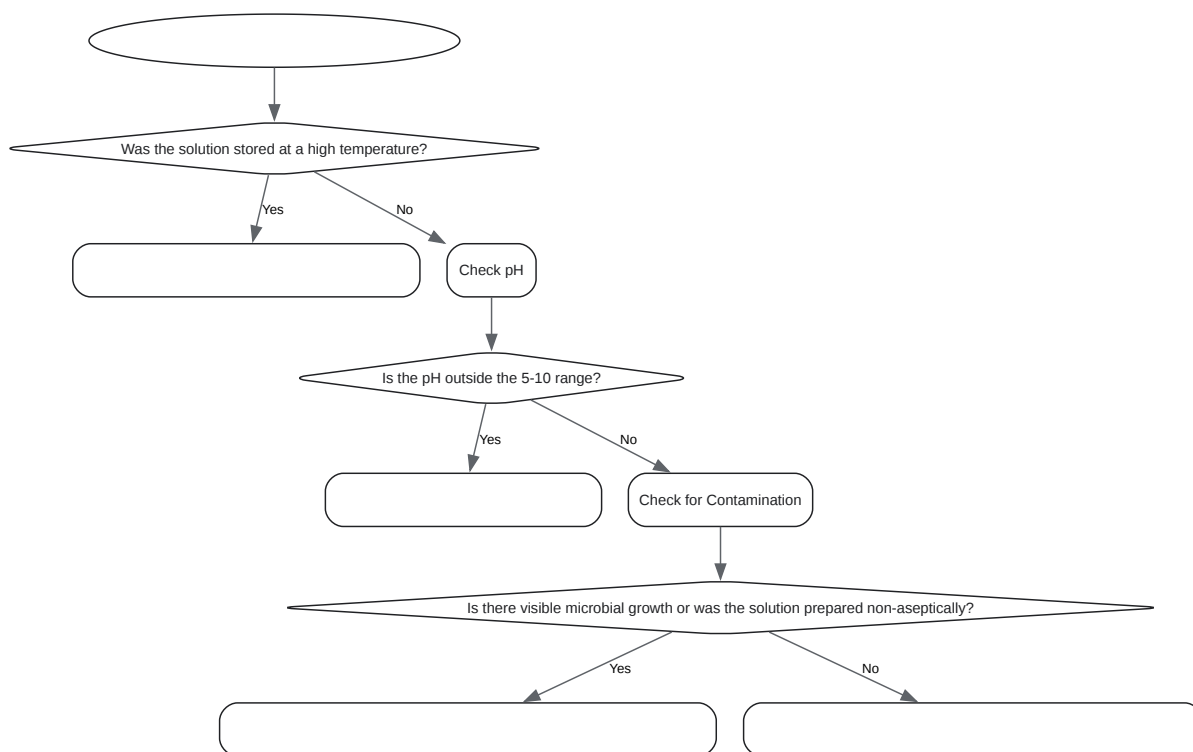 Was the solution stored at a high temperature?
Yes
No
Check pH
Is the pH outside the 5-10 range?
Yes
No
Check for Contamination
Is there visible microbial growth or was the solution prepared non-aseptically?
Yes
No